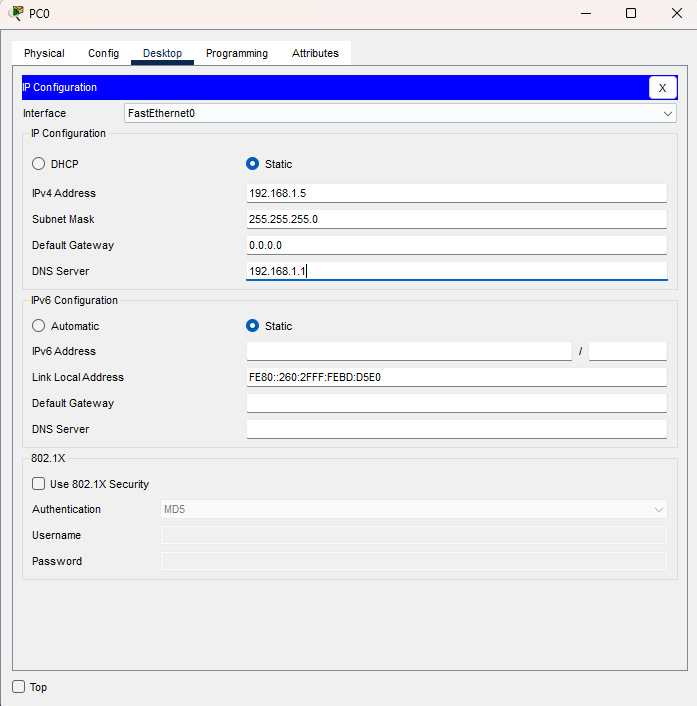 PC0
Physical Config Desktop Programming Attributes
IP Configuration
X
Interface FastEthernet0
IP Configuration
DHCP Static
IPv4 Address 192.168.1.5
Subnet Mask 255.255.255.0
Default Gateway 0.0.0.0
DNS Server 192.168.1.1
IPv6 Configuration
Automatic Static
IPv6 Address /
Link Local Address FE80::260:2FFF:FEBD:D5E0
Default Gateway
DNS Server
802.1X
Use 802.1X Security
Authentication MD5
Username
Password
Top